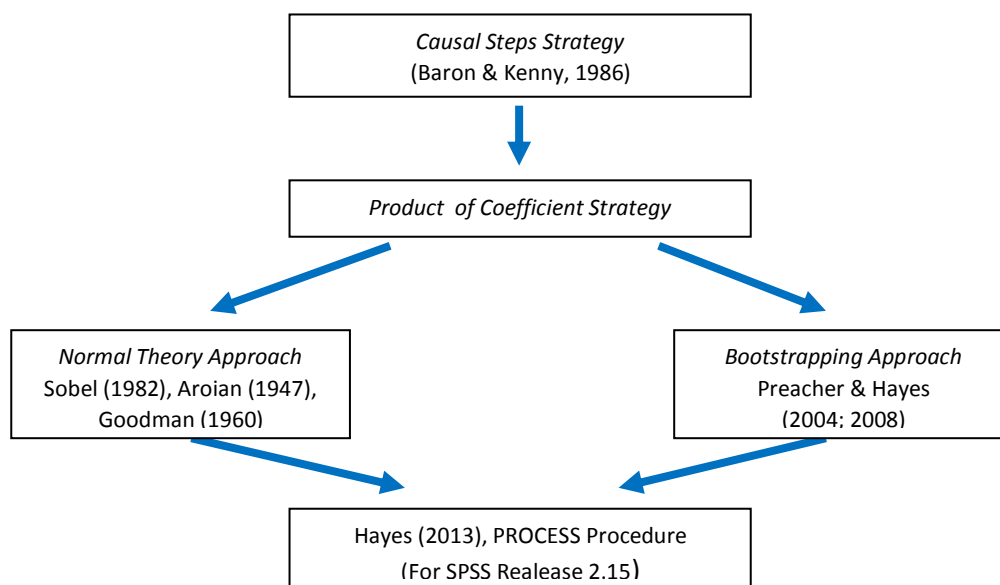 Causal Steps Strategy
(Baron & Kenny, 1986)
Product of Coefficient Strategy
Normal Theory Approach
Sobel (1982), Aroian (1947),
Goodman (1960)
Bootstrapping Approach
Preacher & Hayes
(2004; 2008)
Hayes (2013), PROCESS Procedure
(For SPSS Realease 2.15)